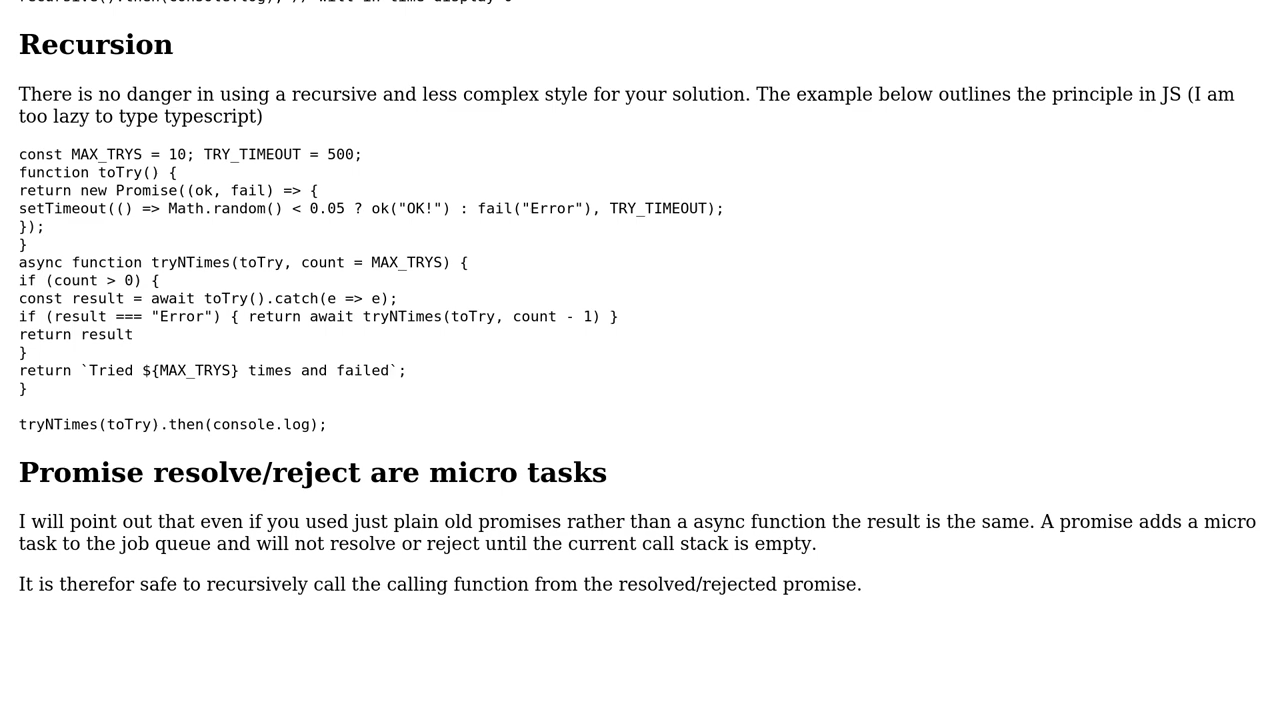 Recursion
There is no danger in using a recursive and less complex style for your solution. The example below outlines the principle in JS (I am
too lazy to type typescript)
const MAX_TRYS = 10; TRY_TIMEOUT = 500;
function toTry() {
return new Promise((ok, fail) => {
setTimeout(() => Math.random() < 0.05 ? ok("OK!") : fail("Error"), TRY_TIMEOUT);
});
}
async function tryNTimes(toTry, count = MAX_TRYS) {
if (count > 0) {
const result = await toTry().catch(e => e);
if (result === "Error") { return await tryNTimes(toTry, count - 1) }
return result
}
return `Tried ${MAX_TRYS} times and failed`;
}
tryNTimes(toTry).then(console.log);
Promise resolve/reject are micro tasks
I will point out that even if you used just plain old promises rather than a async function the result is the same. A promise adds a micro
task to the job queue and will not resolve or reject until the current call stack is empty.
It is therefor safe to recursively call the calling function from the resolved/rejected promise.